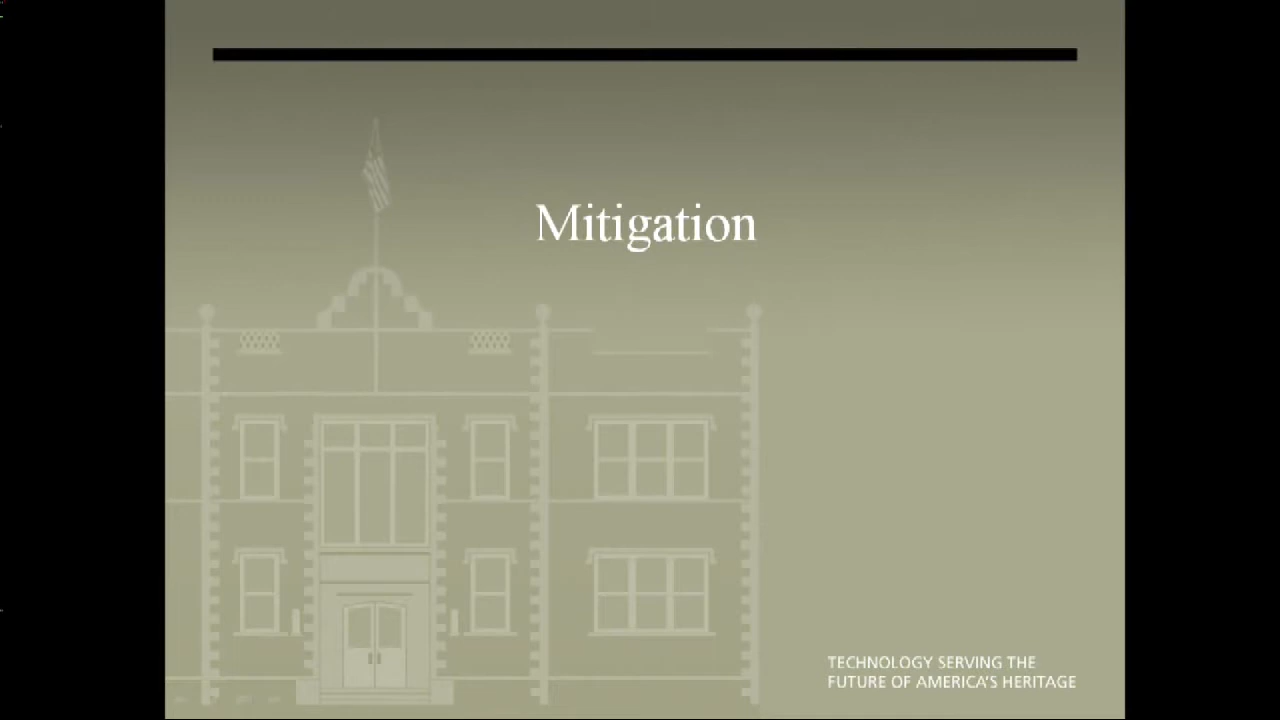 Mitigation
TECHNOLOGY SERVING THE
FUTURE OF AMERICA'S HERITAGE